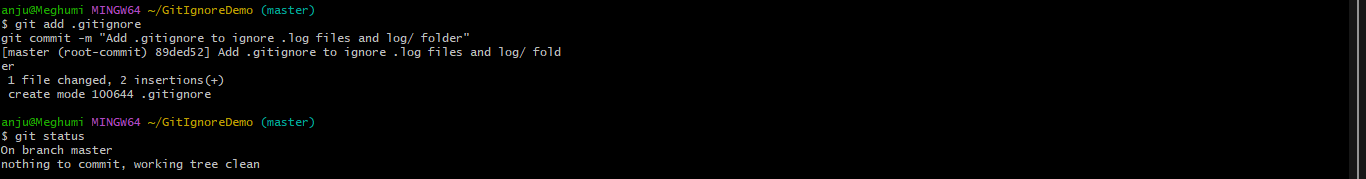 anju@Meghumi MINGW64 ~/GitIgnoreDemo (master)
$ git add .gitignore
git commit -m "Add .gitignore to ignore .log files and log/ folder"
[master (root-commit) 89ded52] Add .gitignore to ignore .log files and log/ fold
er
 1 file changed, 2 insertions(+)
 create mode 100644 .gitignore

anju@Meghumi MINGW64 ~/GitIgnoreDemo (master)
$ git status
On branch master
nothing to commit, working tree clean